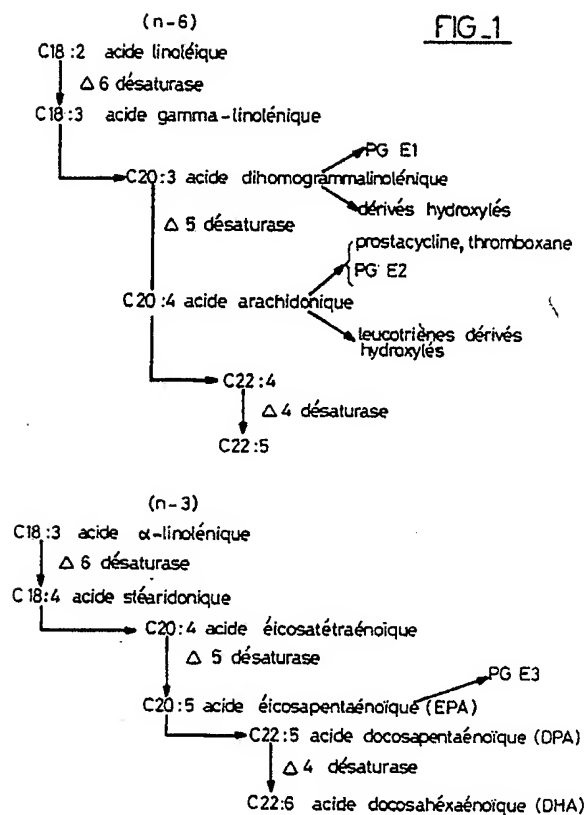 (n-6)
FIG_1
C18:2 acide linoléique
Δ 6 désaturase
C18:3 acide gamma-linolénique
PG E1
C20:3 acide dihomogrammalinolénique
dérivés hydroxylés
Δ 5 désaturase
prostacycline, thromboxane
PG E2
C20:4 acide arachidonique
leucotriènes dérivés
hydroxylés
C22:4
Δ 4 désaturase
C22:5
(n-3)
C18:3 acide α-linolénique
Δ 6 désaturase
C18:4 acide stéaridonique
C20:4 acide éicosatétraénoïque
Δ 5 désaturase
PG E3
C20:5 acide éicosapentaénoïque (EPA)
C22:5 acide docosapentaénoïque (DPA)
Δ 4 désaturase
C22:6 acide docosahéxaénoïque (DHA)